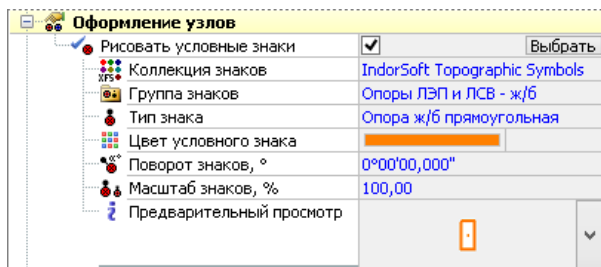 Оформление узлов
Рисовать условные знаки Выбрать
Коллекция знаков IndorSoft Topographic Symbols
Группа знаков Опоры ЛЭП и ЛСВ - ж/б
Тип знака Опора ж/б прямоугольная
Цвет условного знака
Поворот знаков, ° 0°00'00,000"
Масштаб знаков, % 100,00
Предварительный просмотр